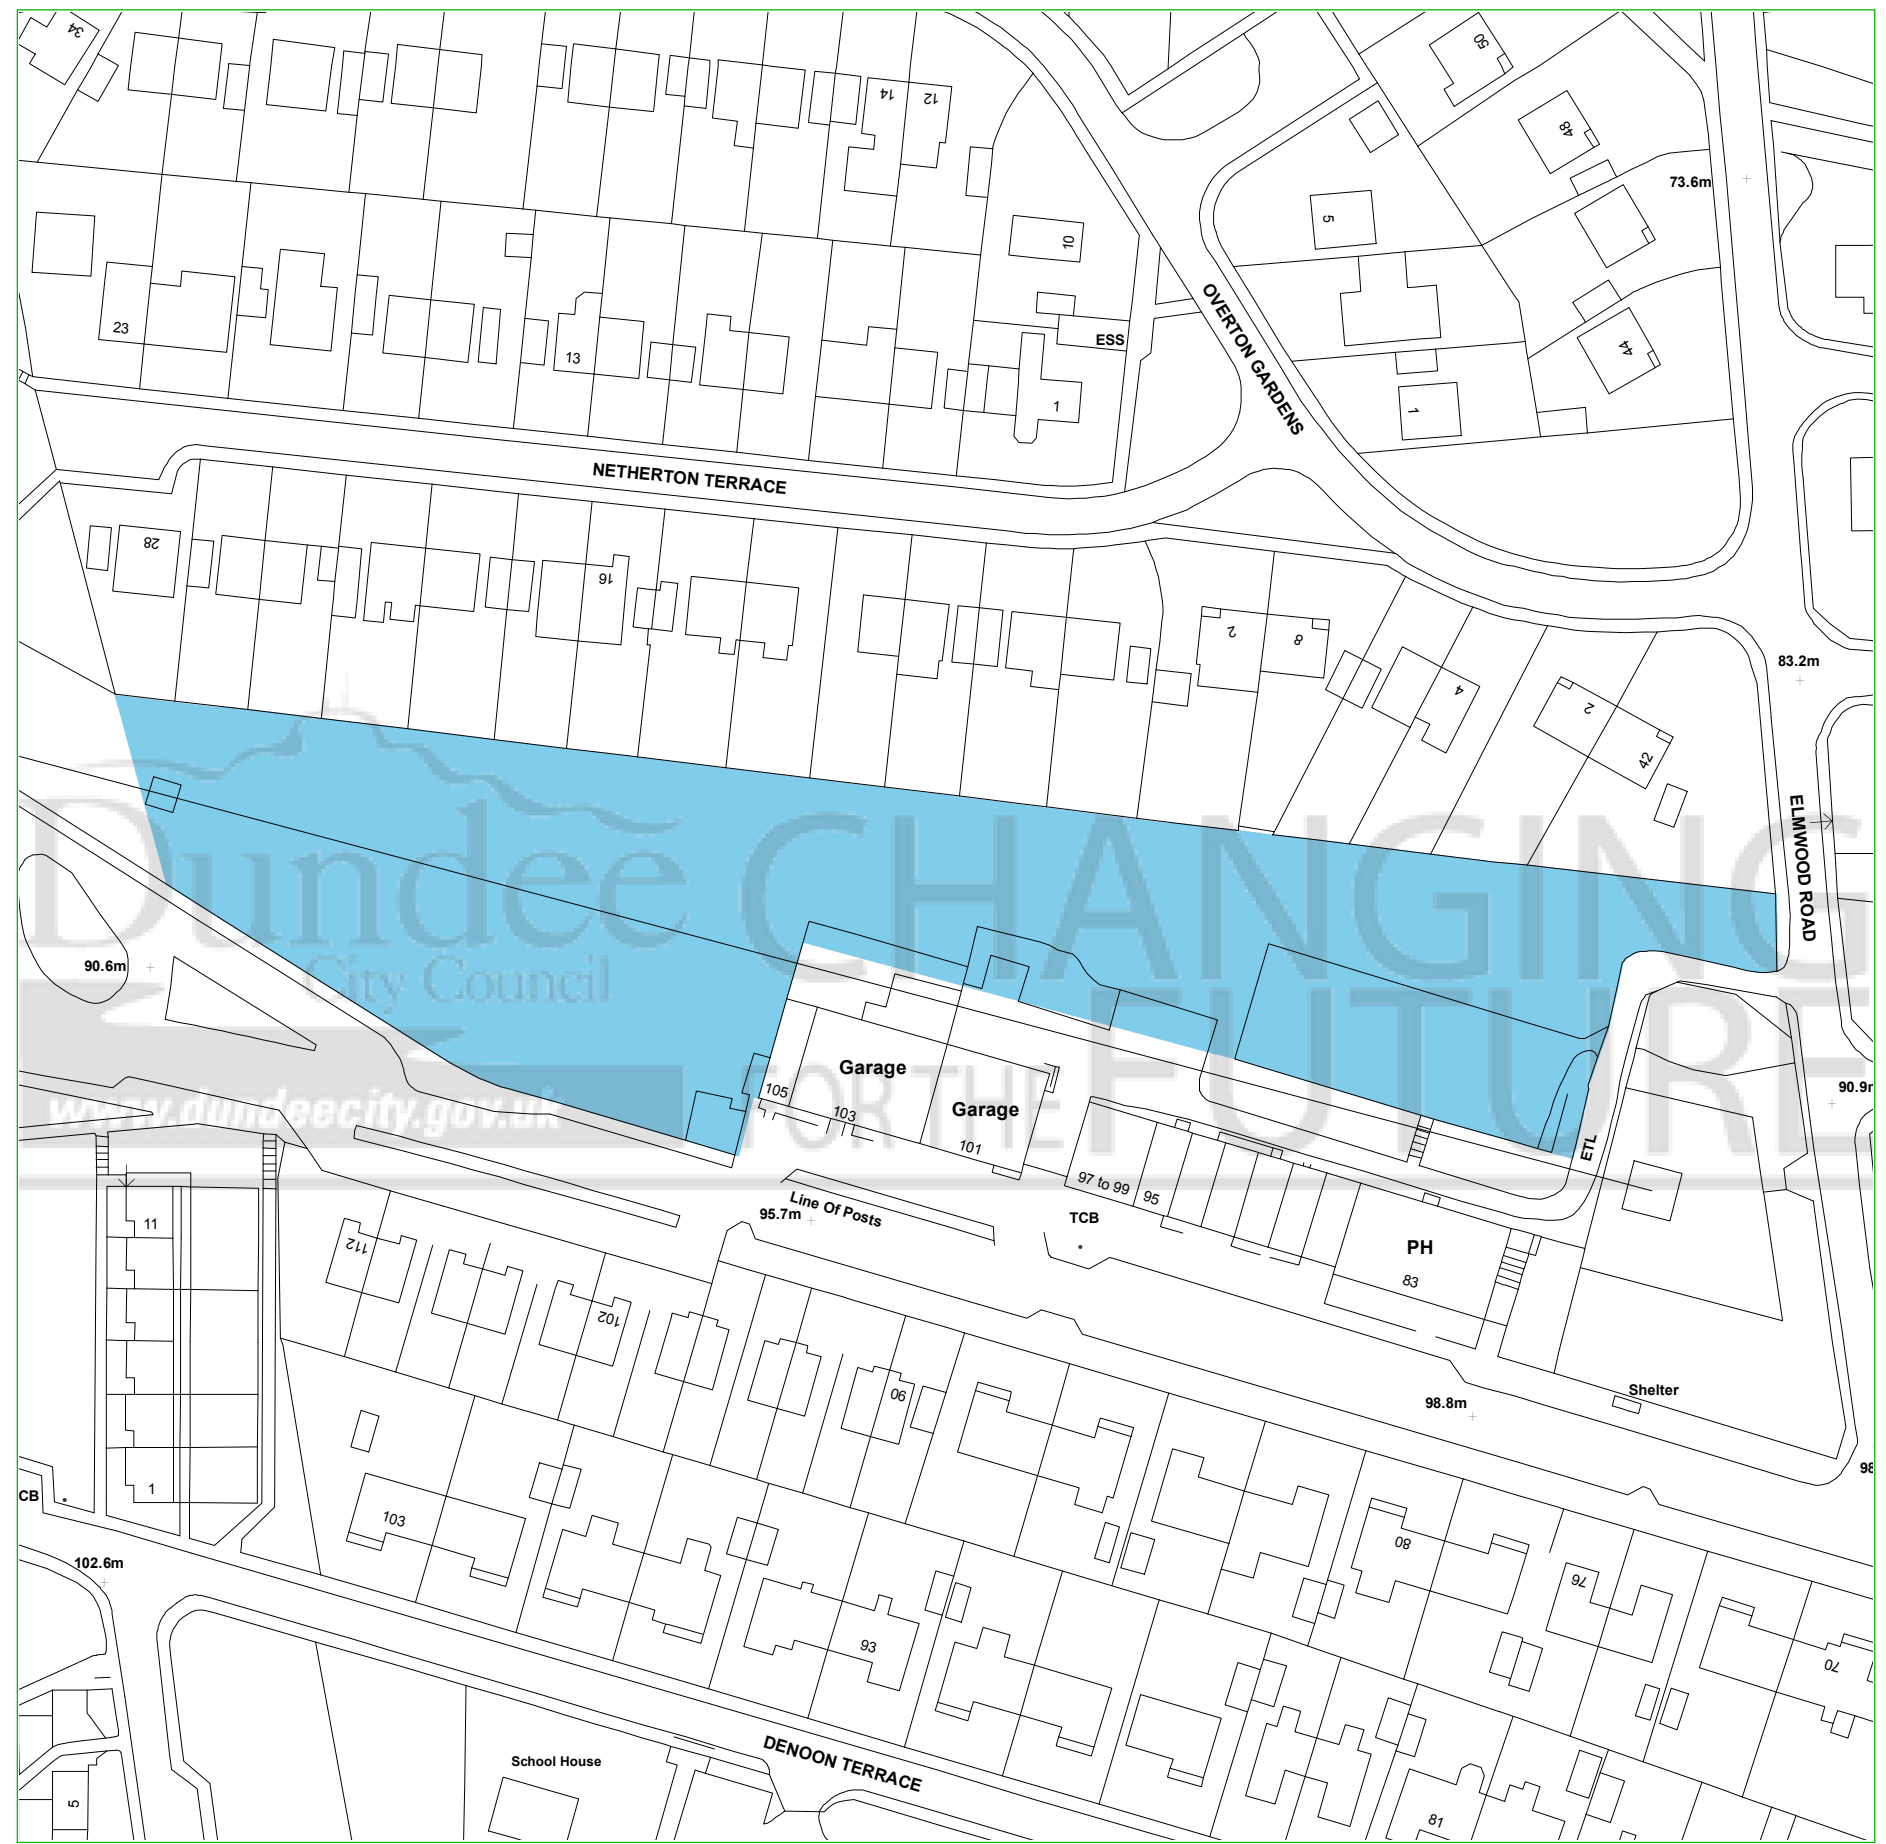 34
14
12
50
48
73.6m
5
10
23
13
ESS
1
OVERTON GARDENS
1
44
NETHERTON TERRACE
28
16
2
8
4
2
42
83.2m
ELMWOOD ROAD
Dundee
City Council
CHANGING
FOR THE FUTURE
www.dundeecity.gov.uk
90.6m
Garage
Garage
105
103
101
97 to 99
95
ETL
90.9m
Line Of Posts
95.7m
TCB
PH
83
11
112
102
90
Shelter
98.8m
98
1
CB
103
102.6m
93
80
76
70
DENOON TERRACE
School House
81
5